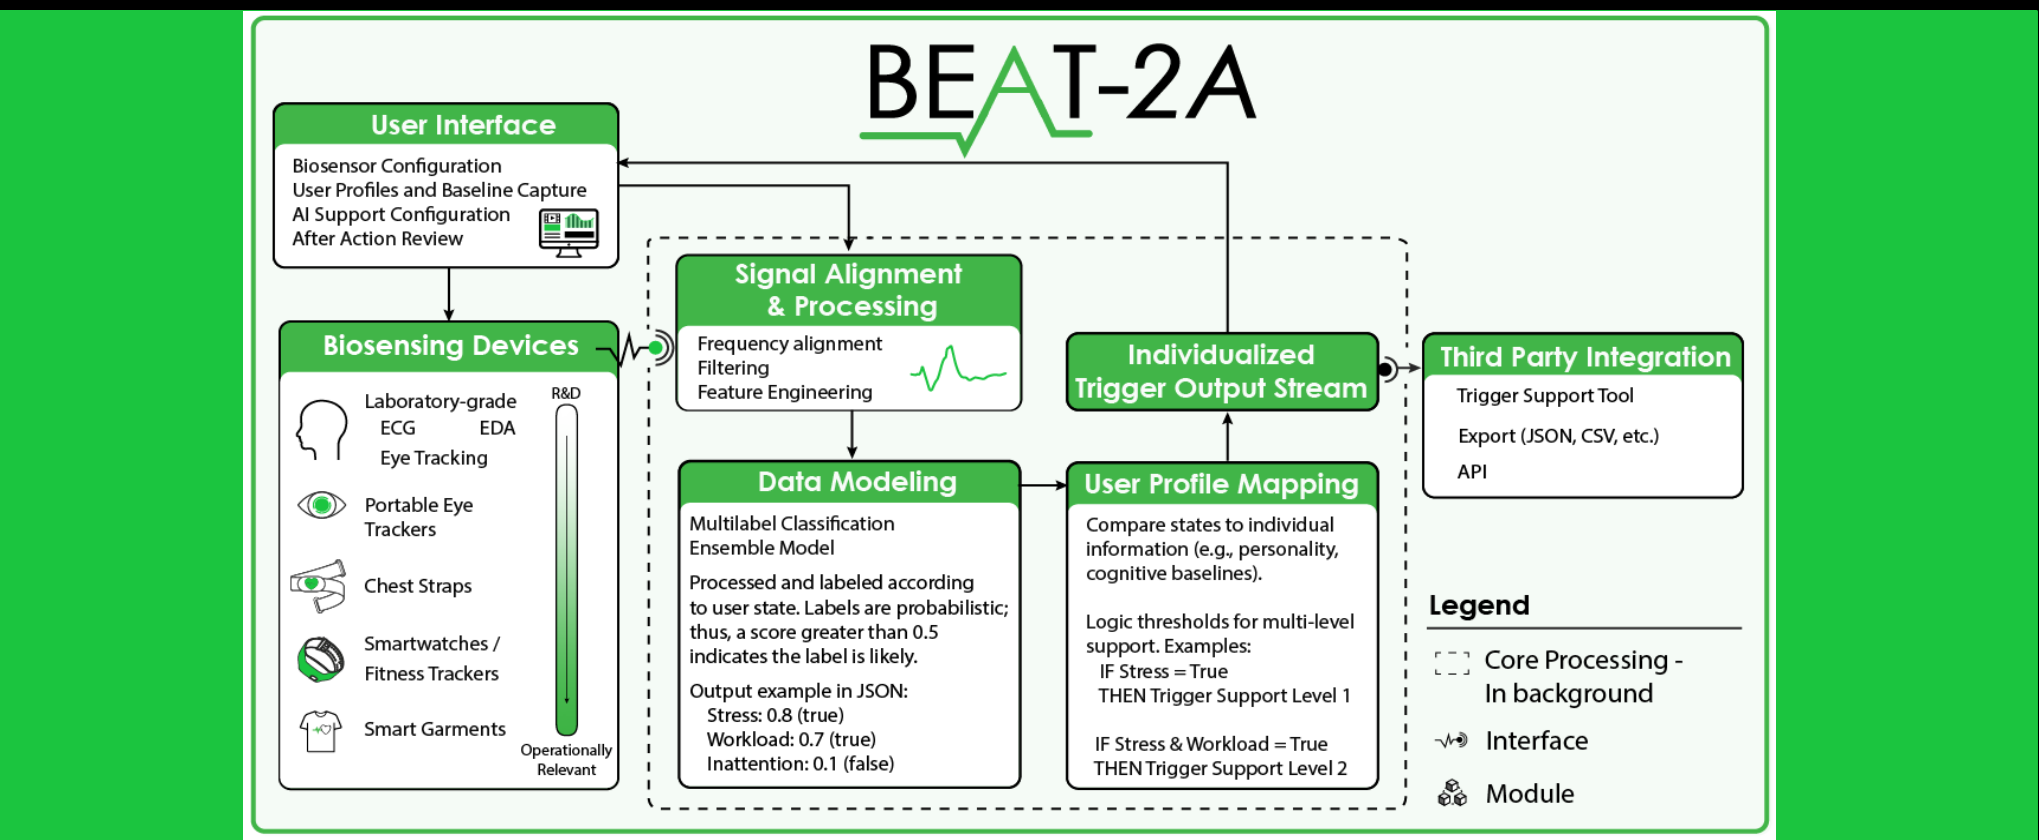 BEAT-2A
User Interface
Biosensor Configuration
User Profiles and Baseline Capture
AI Support Configuration
After Action Review
Biosensing Devices
Laboratory-grade
ECG EDA
Eye Tracking
Portable Eye
Trackers
Chest Straps
Smartwatches /
Fitness Trackers
Smart Garments
R&D
Operationally
Relevant
Signal Alignment
& Processing
Frequency alignment
Filtering
Feature Engineering
Data Modeling
Multilabel Classification
Ensemble Model
Processed and labeled according
to user state. Labels are probabilistic;
thus, a score greater than 0.5
indicates the label is likely.
Output example in JSON:
Stress: 0.8 (true)
Workload: 0.7 (true)
Inattention: 0.1 (false)
User Profile Mapping
Compare states to individual
information (e.g., personality,
cognitive baselines).
Logic thresholds for multi-level
support. Examples:
IF Stress = True
THEN Trigger Support Level 1
IF Stress & Workload = True
THEN Trigger Support Level 2
Individualized
Trigger Output Stream
Third Party Integration
Trigger Support Tool
Export (JSON, CSV, etc.)
API
Legend
Core Processing -
In background
Interface
Module